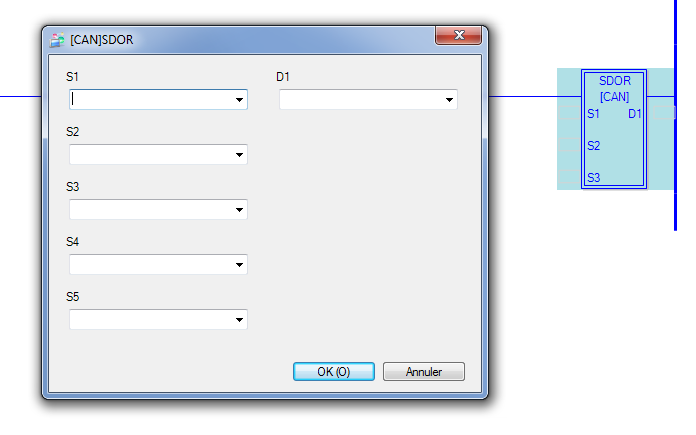 [CAN]SDOR
S1
D1
S2
S3
S4
S5
OK (O)
Annuler
SDOR
[CAN]
S1 D1
S2
S3